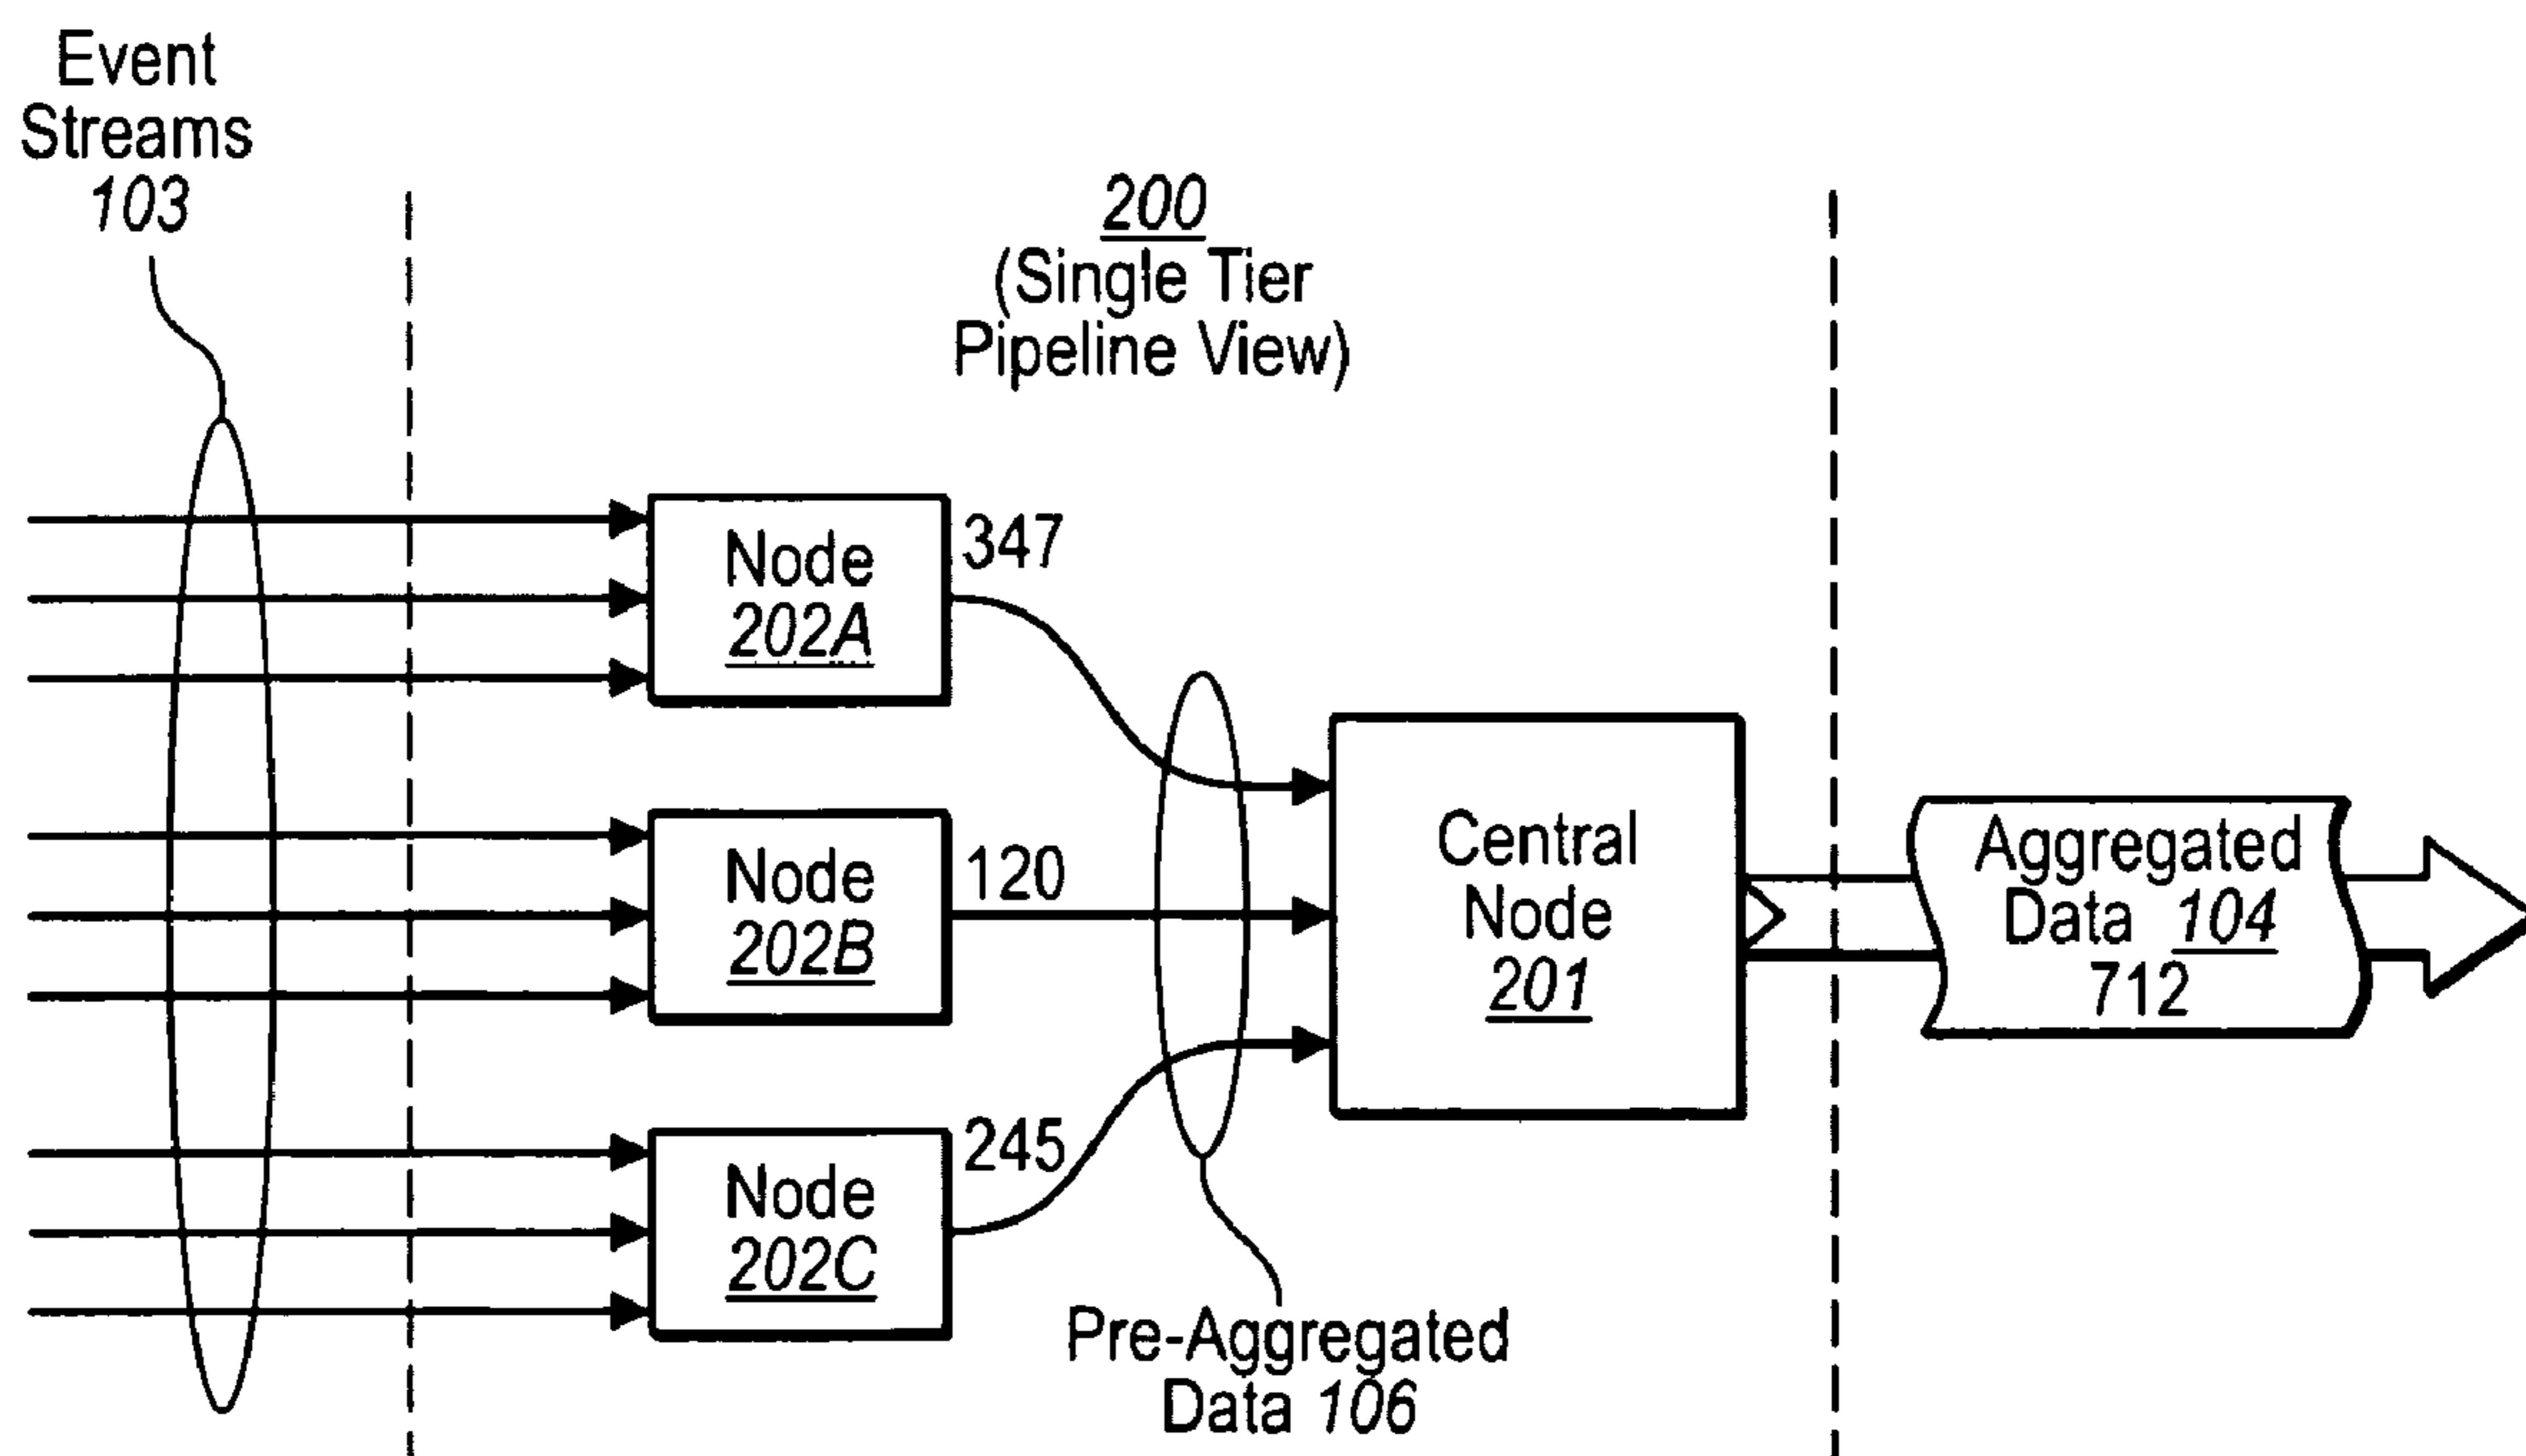 Event
Streams
103
200
(Single Tier
Pipeline View)
Node
202A
347
Node
202B
120
Node
202C
245
Pre-Aggregated
Data 106
Central
Node
201
Aggregated
Data 104
712